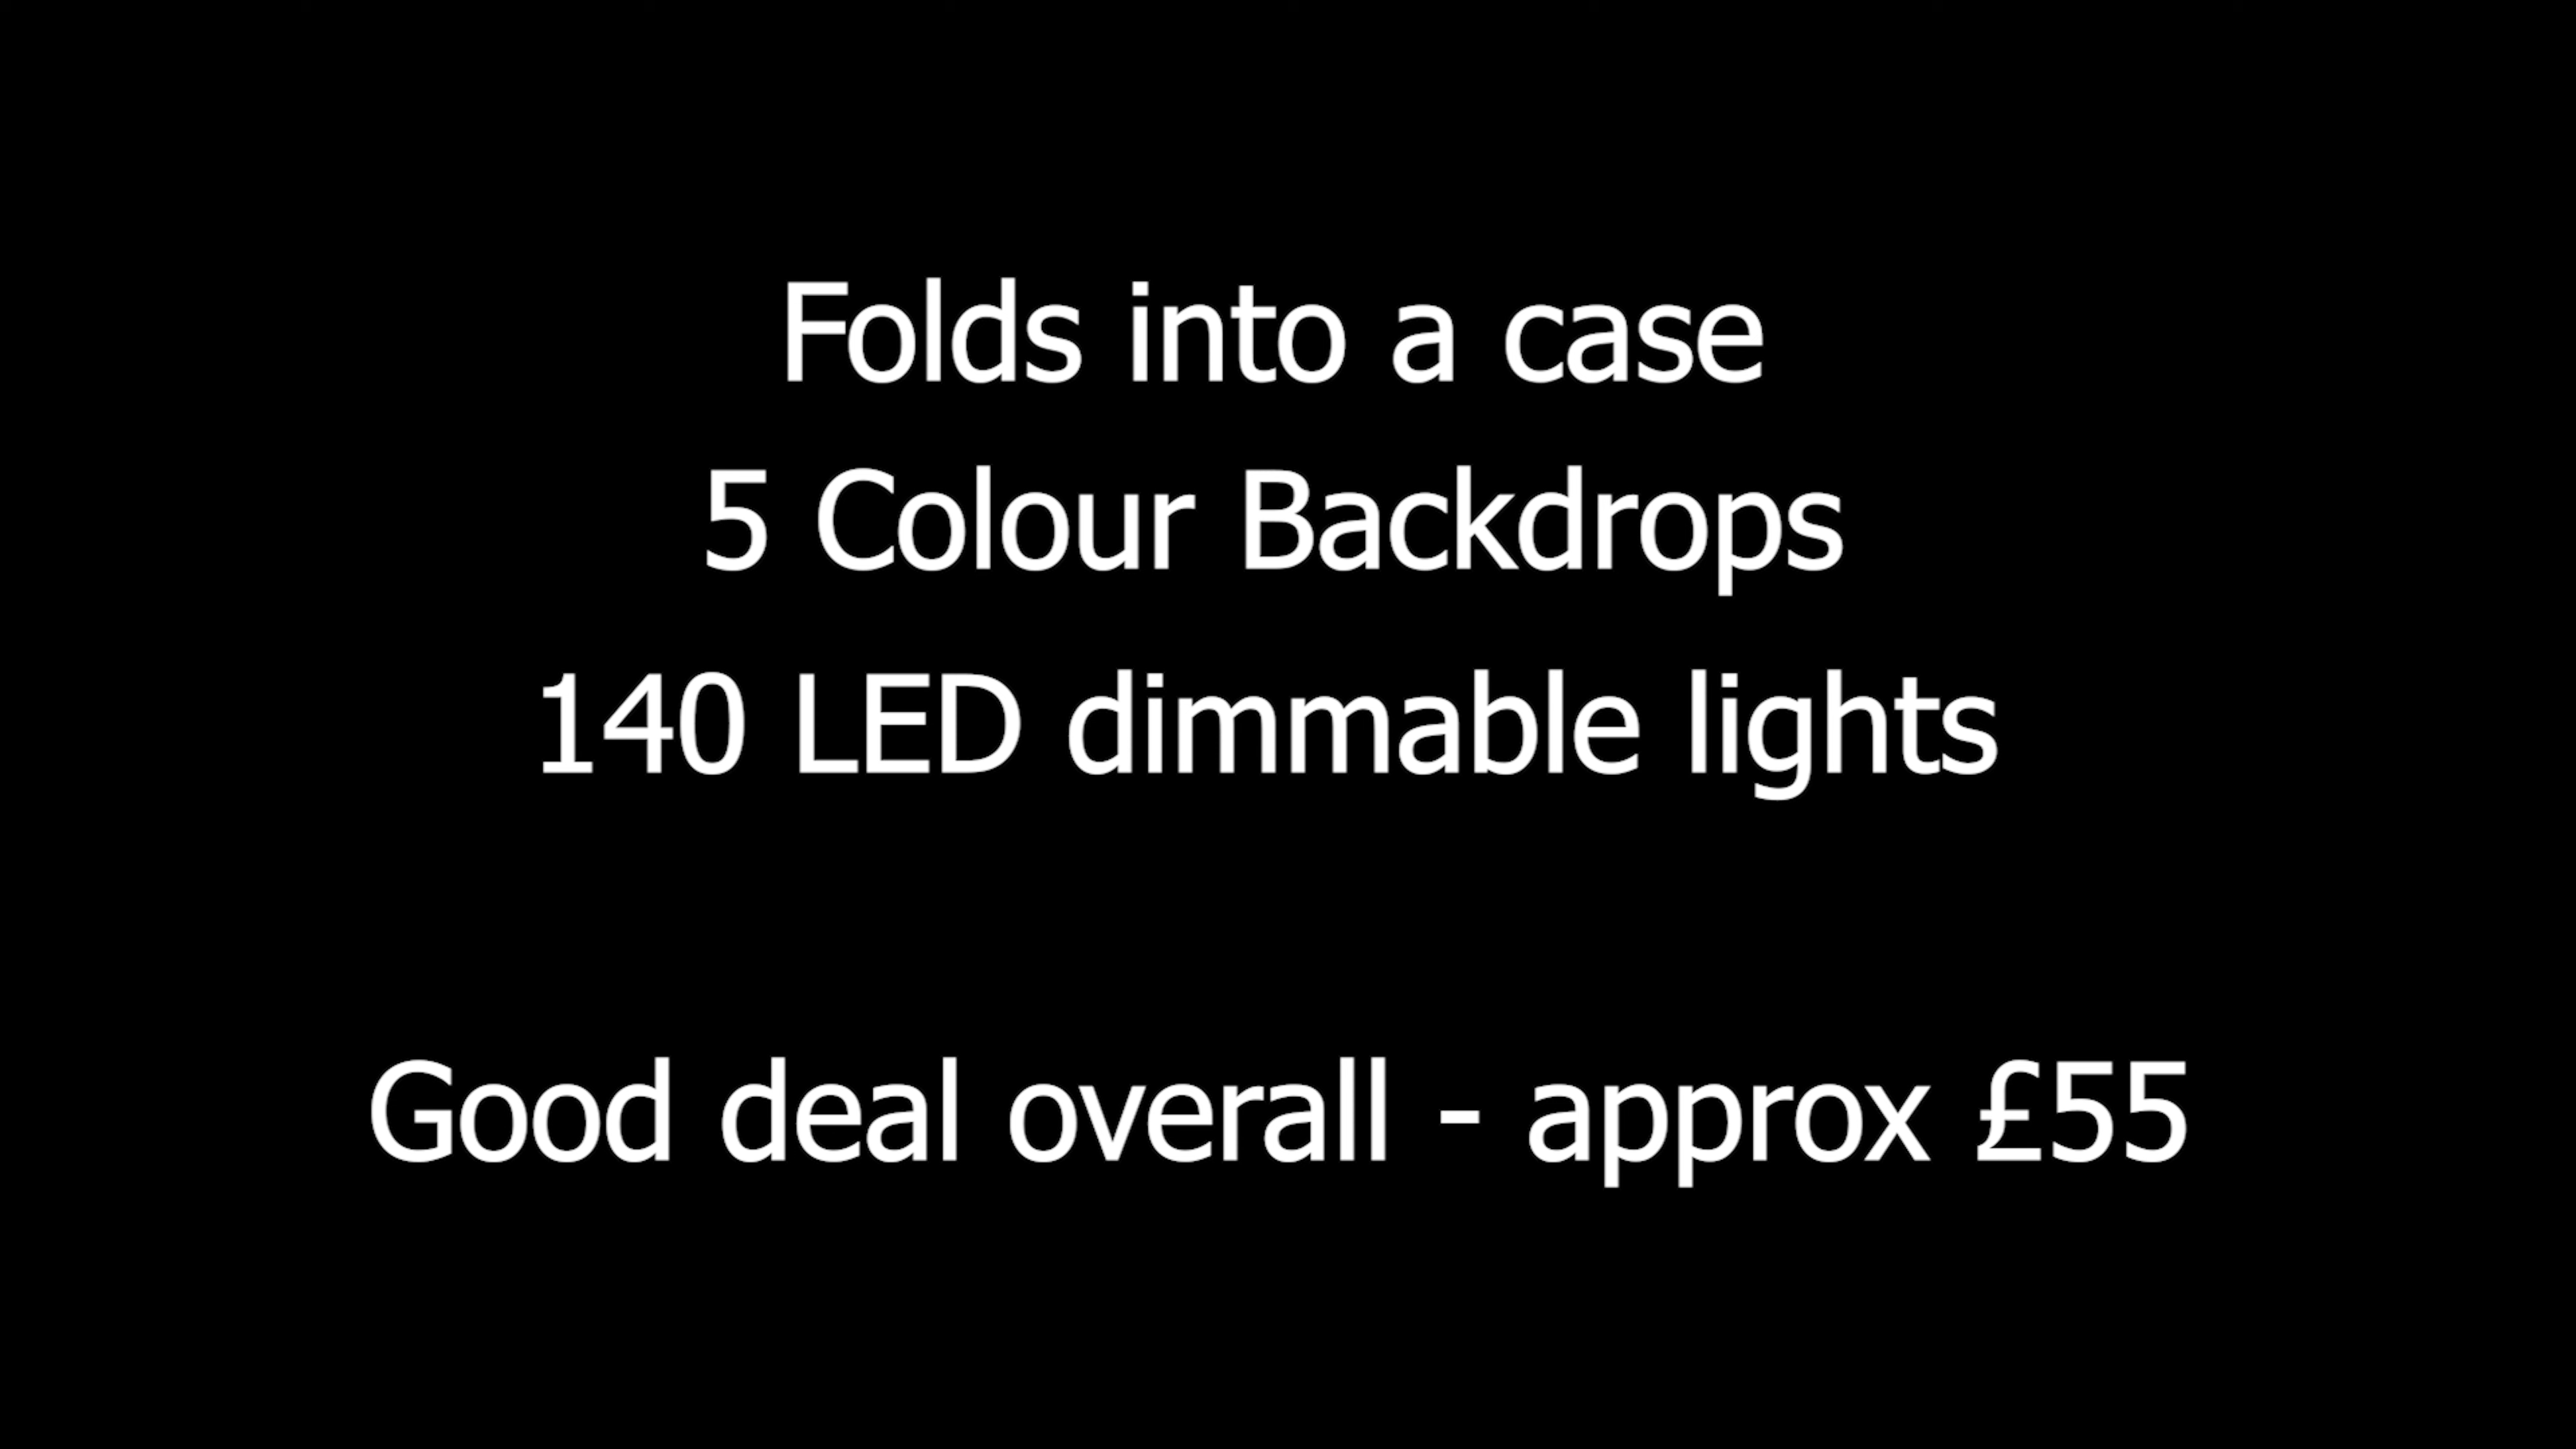 Folds into a case
5 Colour Backdrops
140 LED dimmable lights
Good deal overall - approx £55